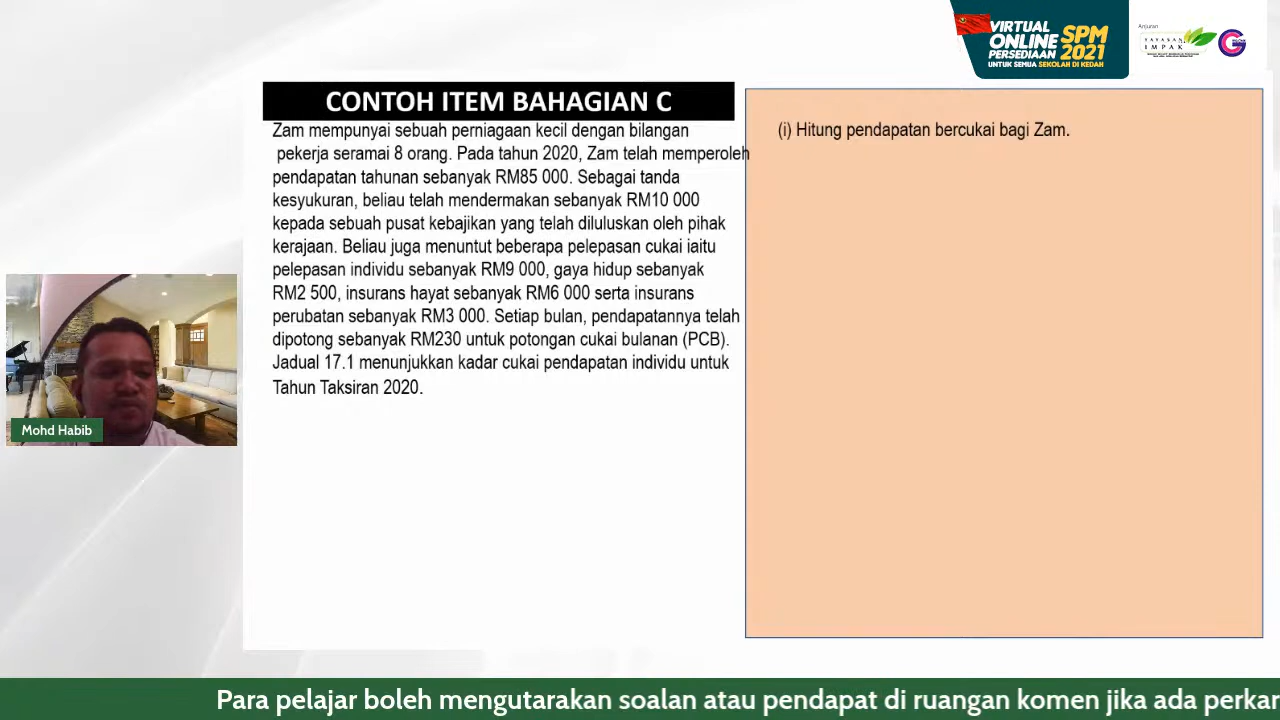 VIRTUAL
ONLINE
PERSEDIAAN
SPM
2021
UNTUK SEMUA SEKOLAH DI KEDAH
Anjuran
YAYASAN
IMPAK
CONTOH ITEM BAHAGIAN C
Zam mempunyai sebuah perniagaan kecil dengan bilangan
pekerja seramai 8 orang. Pada tahun 2020, Zam telah memperoleh
pendapatan tahunan sebanyak RM85 000. Sebagai tanda
kesyukuran, beliau telah mendermakan sebanyak RM10 000
kepada sebuah pusat kebajikan yang telah diluluskan oleh pihak
kerajaan. Beliau juga menuntut beberapa pelepasan cukai iaitu
pelepasan individu sebanyak RM9 000, gaya hidup sebanyak
RM2 500, insurans hayat sebanyak RM6 000 serta insurans
perubatan sebanyak RM3 000. Setiap bulan, pendapatannya telah
dipotong sebanyak RM230 untuk potongan cukai bulanan (PCB).
Jadual 17.1 menunjukkan kadar cukai pendapatan individu untuk
Tahun Taksiran 2020.
(i) Hitung pendapatan bercukai bagi Zam.
Mohd Habib
Para pelajar boleh mengutarakan soalan atau pendapat di ruangan komen jika ada perkar